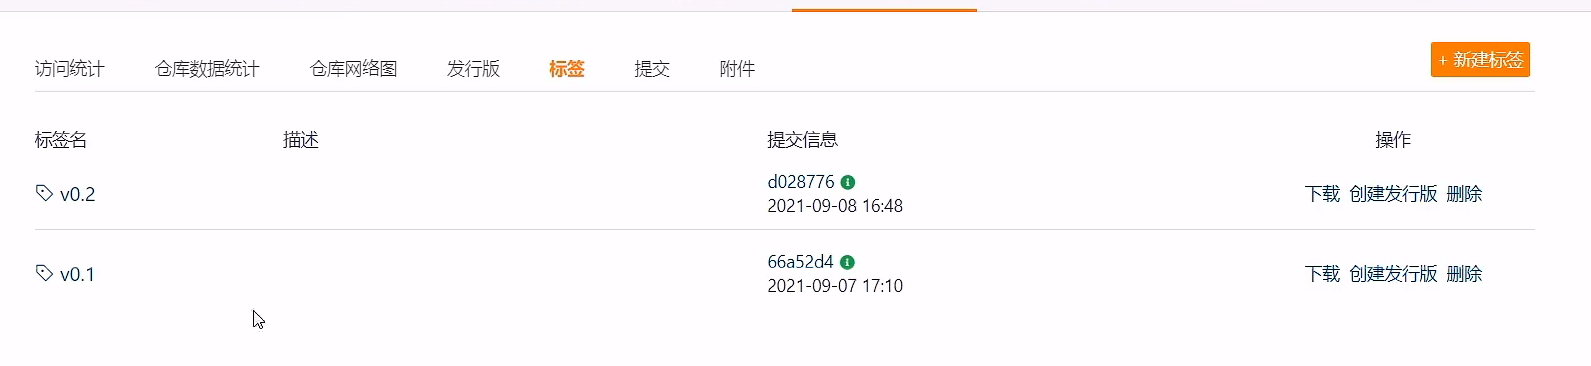 访问统计 仓库数据统计 仓库网络图 发行版 标签 提交 附件 + 新建标签
标签名 描述 提交信息 操作
v0.2 d028776 下载 创建发行版 删除
2021-09-08 16:48
v0.1 66a52d4 下载 创建发行版 删除
2021-09-07 17:10